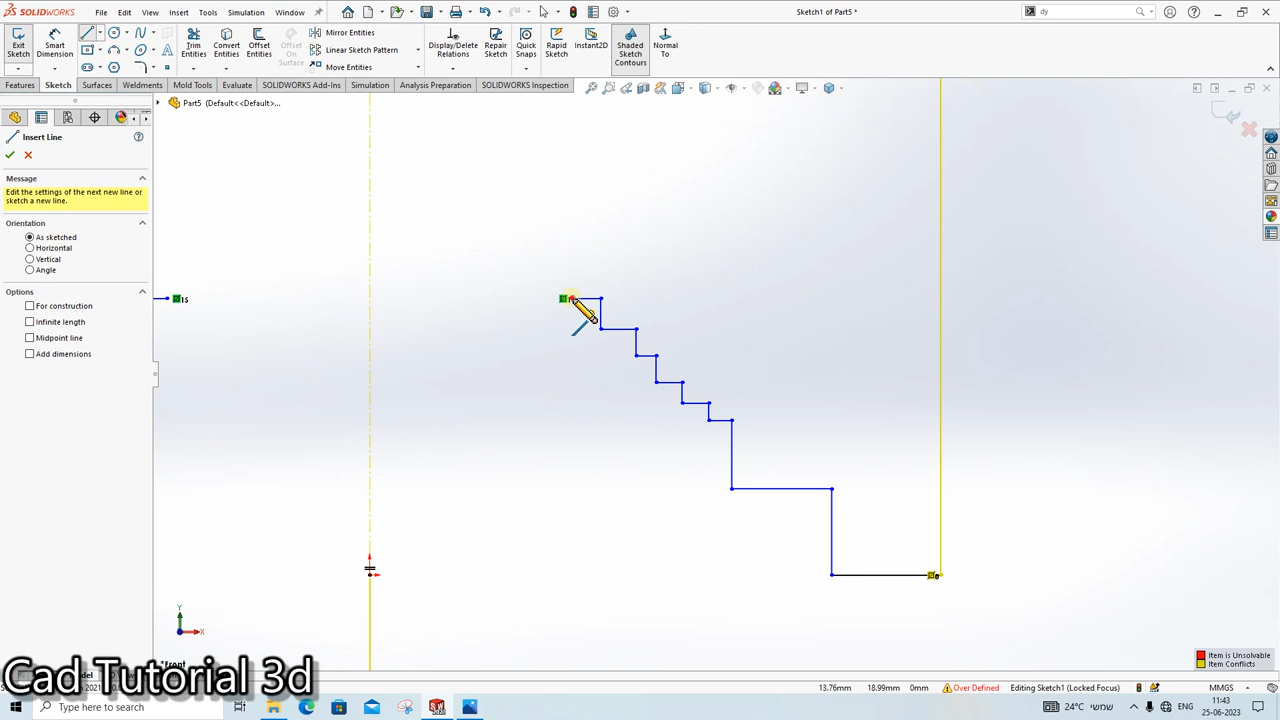 SOLIDWORKS File Edit View Insert Tools Simulation Window Sketch1 of Part5 * dy
Exit Sketch Smart Dimension Trim Entities Convert Entities Offset Entities Offset On Surface Mirror Entities Linear Sketch Pattern Move Entities Display/Delete Relations Repair Sketch Quick Snaps Rapid Sketch Instant2D Shaded Sketch Contours Normal To
Features Sketch Surfaces Weldments Mold Tools Evaluate SOLIDWORKS Add-Ins Simulation Analysis Preparation SOLIDWORKS Inspection
Part5 (Default<<Default>...
Insert Line
Message
Edit the settings of the next new line or
sketch a new line.
Orientation
As sketched
Horizontal
Vertical
Angle
Options
For construction
Infinite length
Midpoint line
Add dimensions
15
Y
X
*Front
Item is Unsolvable
Item Conflicts
Cad Tutorial 3d
13.76mm 18.99mm 0mm Over Defined Editing Sketch1 (Locked Focus) MMGS
Type here to search
24°C שמשי ENG 11:43
25-06-2023